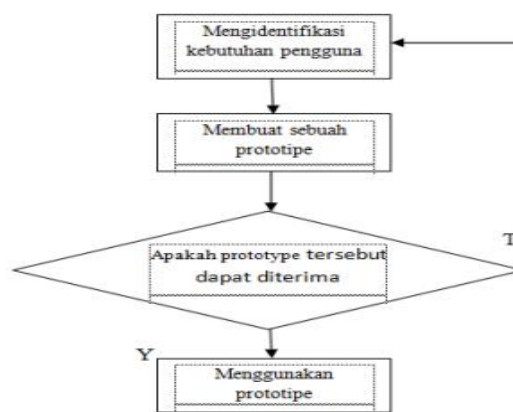 Mengidentifikasi
kebutuhan pengguna
Membuat sebuah
prototipe
Apakah prototype tersebut
dapat diterima
T
Y
Menggunakan
prototipe